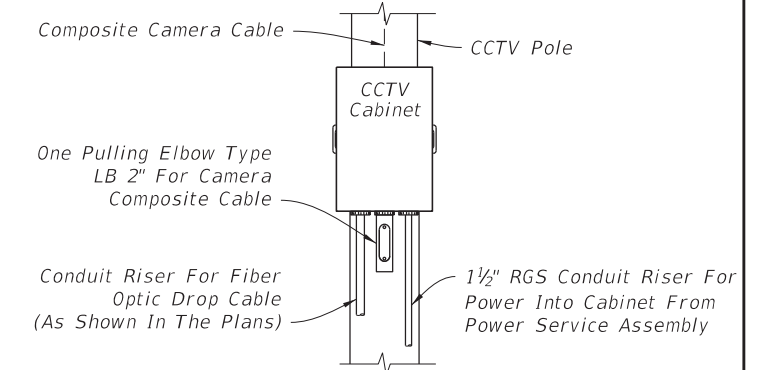 Composite Camera Cable
CCTV Pole
CCTV
Cabinet
One Pulling Elbow Type
LB 2" For Camera
Composite Cable
Conduit Riser For Fiber
Optic Drop Cable
(As Shown In The Plans)
1½" RGS Conduit Riser For
Power Into Cabinet From
Power Service Assembly